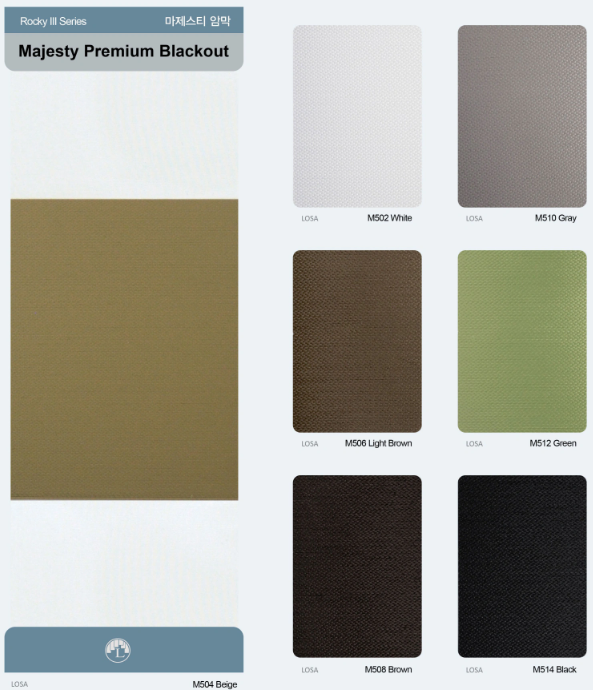 Rocky III Series 마제스티 암막
Majesty Premium Blackout
LOSA M504 Beige
LOSA M502 White
LOSA M510 Gray
LOSA M506 Light Brown
LOSA M512 Green
LOSA M508 Brown
LOSA M514 Black